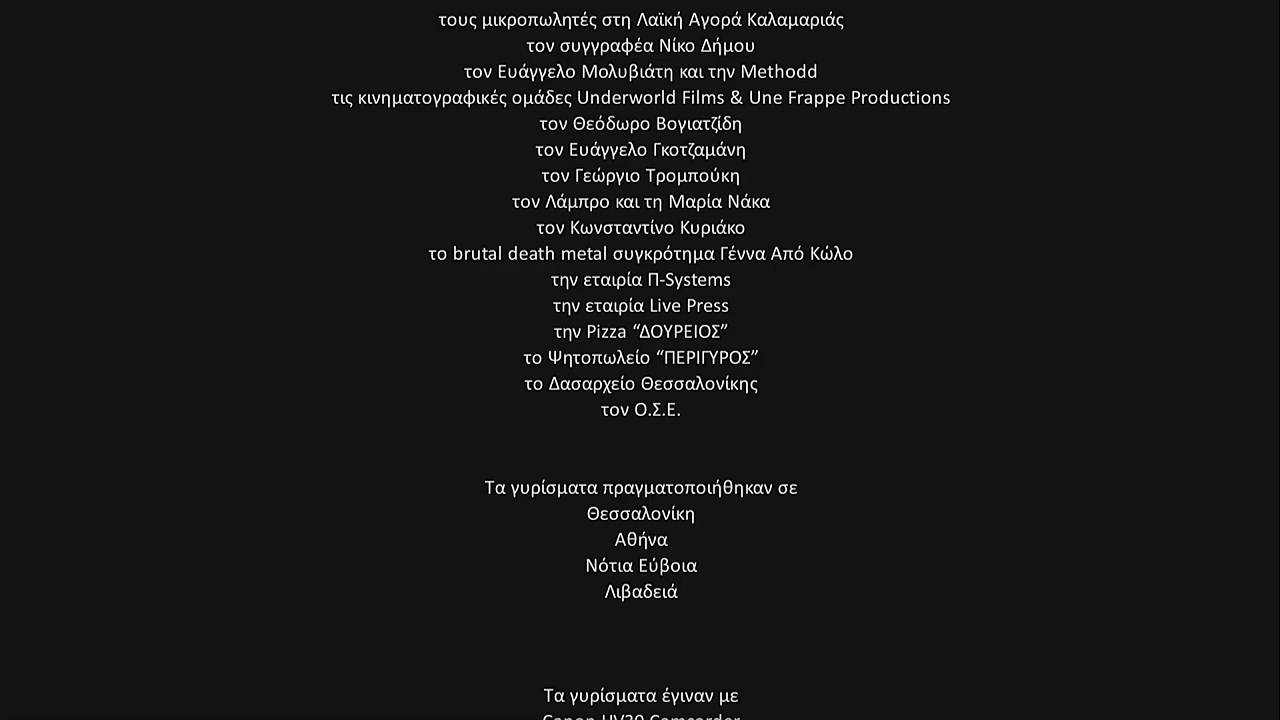 τους μικροπωλητές στη Λαϊκή Αγορά Καλαμαριάς
τον συγγραφέα Νίκο Δήμου
τον Ευάγγελο Μολυβιάτη και την Methodd
τις κινηματογραφικές ομάδες Underworld Films & Une Frappe Productions
τον Θεόδωρο Βογιατζίδη
τον Ευάγγελο Γκοτζαμάνη
τον Γεώργιο Τρομπούκη
τον Λάμπρο και τη Μαρία Νάκα
τον Κωνσταντίνο Κυριάκο
το brutal death metal συγκρότημα Γέννα Από Κώλο
την εταιρία Π-Systems
την εταιρία Live Press
την Pizza “ΔΟΥΡΕΙΟΣ”
το Ψητοπωλείο “ΠΕΡΙΓΥΡΟΣ”
το Δασαρχείο Θεσσαλονίκης
τον Ο.Σ.Ε.
Τα γυρίσματα πραγματοποιήθηκαν σε
Θεσσαλονίκη
Αθήνα
Νότια Εύβοια
Λιβαδειά
Τα γυρίσματα έγιναν με
Canon HV30 Camcorder